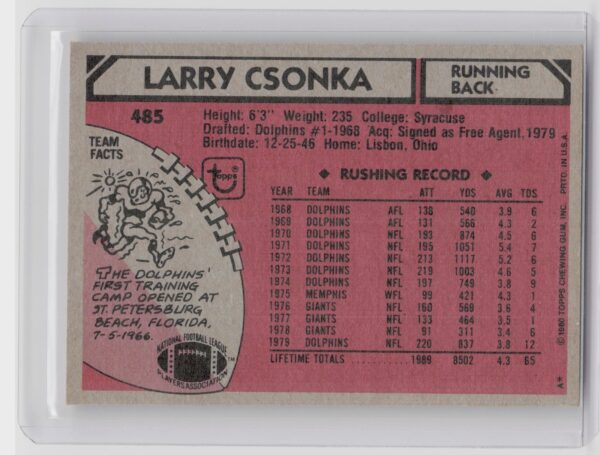 LARRY CSONKA
RUNNING
BACK
485
Height: 6'3" Weight: 235 College: Syracuse
Drafted: Dolphins #1-1968 Acq: Signed as Free Agent, 1979
Birthdate: 12-25-46 Home: Lisbon, Ohio
TEAM
FACTS
topps
THE DOLPHINS'
FIRST TRAINING
CAMP OPENED AT
ST. PETERSBURG
BEACH, FLORIDA,
7-5-1966.
NATIONAL FOOTBALL LEAGUE
PLAYERS ASSOCIATION
TM
◆ RUSHING RECORD ◆
YEAR TEAM ATT YDS AVG TDS
1968 DOLPHINS AFL 138 540 3.9 6
1969 DOLPHINS AFL 131 566 4.3 2
1970 DOLPHINS NFL 193 874 4.5 6
1971 DOLPHINS NFL 195 1051 5.4 7
1972 DOLPHINS NFL 213 1117 5.2 6
1973 DOLPHINS NFL 219 1003 4.6 5
1974 DOLPHINS NFL 197 749 3.8 9
1975 MEMPHIS WFL 99 421 4.3 1
1976 GIANTS NFL 160 569 3.6 4
1977 GIANTS NFL 133 464 3.5 1
1978 GIANTS NFL 91 311 3.4 6
1979 DOLPHINS NFL 220 837 3.8 12
LIFETIME TOTALS 1989 8502 4.3 65
A* © 1980 TOPPS CHEWING GUM, INC. PRTD. IN U.S.A.